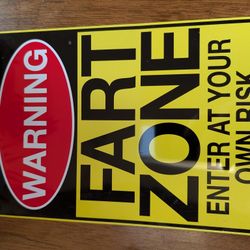 WARNING
FART
ZONE
ENTER AT YOUR
OWN RISK